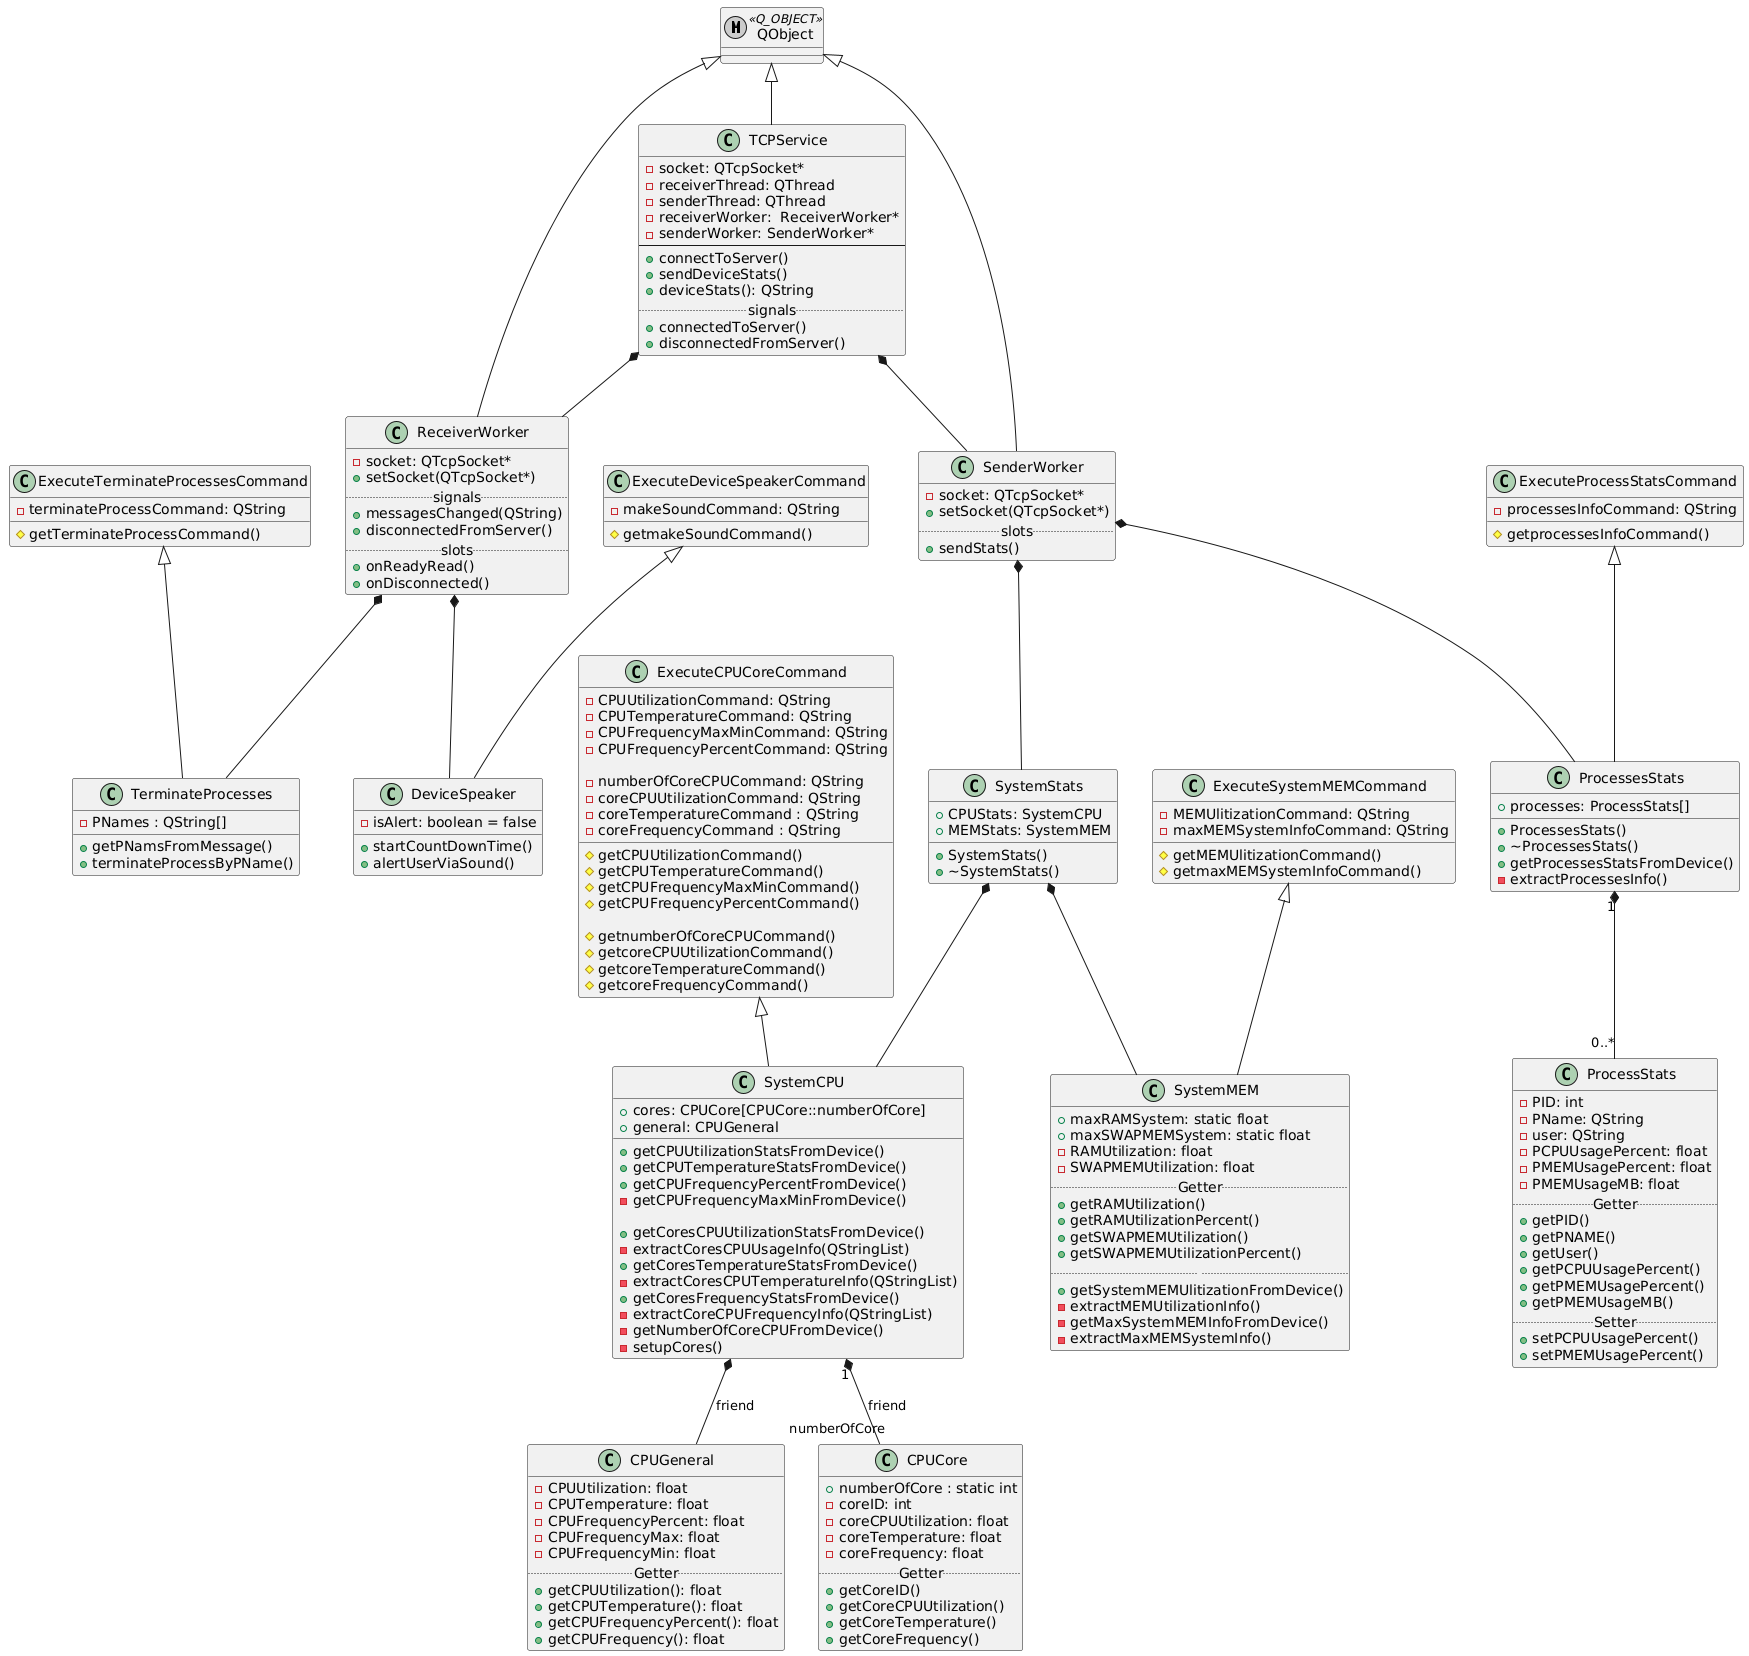 M
«Q_OBJECT»
QObject
C TCPService
socket: QTcpSocket*
receiverThread: QThread
senderThread: QThread
receiverWorker:  ReceiverWorker*
senderWorker: SenderWorker*
connectToServer()
sendDeviceStats()
deviceStats(): QString
signals
connectedToServer()
disconnectedFromServer()
C ReceiverWorker
socket: QTcpSocket*
setSocket(QTcpSocket*)
signals
messagesChanged(QString)
disconnectedFromServer()
slots
onReadyRead()
onDisconnected()
C SenderWorker
socket: QTcpSocket*
setSocket(QTcpSocket*)
slots
sendStats()
C ExecuteTerminateProcessesCommand
terminateProcessCommand: QString
getTerminateProcessCommand()
C ExecuteDeviceSpeakerCommand
makeSoundCommand: QString
getmakeSoundCommand()
C ExecuteProcessStatsCommand
processesInfoCommand: QString
getprocessesInfoCommand()
C ExecuteCPUCoreCommand
CPUUtilizationCommand: QString
CPUTemperatureCommand: QString
CPUFrequencyMaxMinCommand: QString
CPUFrequencyPercentCommand: QString
numberOfCoreCPUCommand: QString
coreCPUUtilizationCommand: QString
coreTemperatureCommand : QString
coreFrequencyCommand : QString
getCPUUtilizationCommand()
getCPUTemperatureCommand()
getCPUFrequencyMaxMinCommand()
getCPUFrequencyPercentCommand()
getnumberOfCoreCPUCommand()
getcoreCPUUtilizationCommand()
getcoreTemperatureCommand()
getcoreFrequencyCommand()
C TerminateProcesses
PNames : QString[]
getPNamsFromMessage()
terminateProcessByPName()
C DeviceSpeaker
isAlert: boolean = false
startCountDownTime()
alertUserViaSound()
C SystemStats
CPUStats: SystemCPU
MEMStats: SystemMEM
SystemStats()
~SystemStats()
C ExecuteSystemMEMCommand
MEMUlitizationCommand: QString
maxMEMSystemInfoCommand: QString
getMEMUlitizationCommand()
getmaxMEMSystemInfoCommand()
C ProcessesStats
processes: ProcessStats[]
ProcessesStats()
~ProcessesStats()
getProcessesStatsFromDevice()
extractProcessesInfo()
1
0..*
C SystemCPU
cores: CPUCore[CPUCore::numberOfCore]
general: CPUGeneral
getCPUUtilizationStatsFromDevice()
getCPUTemperatureStatsFromDevice()
getCPUFrequencyPercentFromDevice()
getCPUFrequencyMaxMinFromDevice()
getCoresCPUUtilizationStatsFromDevice()
extractCoresCPUUsageInfo(QStringList)
getCoresTemperatureStatsFromDevice()
extractCoresCPUTemperatureInfo(QStringList)
getCoresFrequencyStatsFromDevice()
extractCoreCPUFrequencyInfo(QStringList)
getNumberOfCoreCPUFromDevice()
setupCores()
C SystemMEM
maxRAMSystem: static float
maxSWAPMEMSystem: static float
RAMUtilization: float
SWAPMEMUtilization: float
Getter
getRAMUtilization()
getRAMUtilizationPercent()
getSWAPMEMUtilization()
getSWAPMEMUtilizationPercent()
getSystemMEMUlitizationFromDevice()
extractMEMUtilizationInfo()
getMaxSystemMEMInfoFromDevice()
extractMaxMEMSystemInfo()
C ProcessStats
PID: int
PName: QString
user: QString
PCPUUsagePercent: float
PMEMUsagePercent: float
PMEMUsageMB: float
Getter
getPID()
getPNAME()
getUser()
getPCPUUsagePercent()
getPMEMUsagePercent()
getPMEMUsageMB()
Setter
setPCPUUsagePercent()
setPMEMUsagePercent()
1
friend
friend
numberOfCore
C CPUGeneral
CPUUtilization: float
CPUTemperature: float
CPUFrequencyPercent: float
CPUFrequencyMax: float
CPUFrequencyMin: float
Getter
getCPUUtilization(): float
getCPUTemperature(): float
getCPUFrequencyPercent(): float
getCPUFrequency(): float
C CPUCore
numberOfCore : static int
coreID: int
coreCPUUtilization: float
coreTemperature: float
coreFrequency: float
Getter
getCoreID()
getCoreCPUUtilization()
getCoreTemperature()
getCoreFrequency()